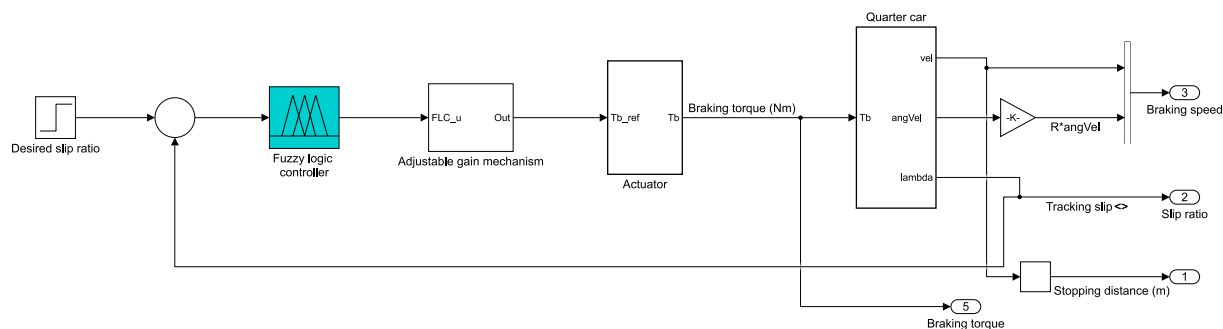 Quarter car
vel
3
Braking speed
Braking torque (Nm)
FLC_u
Out
Tb_ref
Tb
Tb
angVel
-K-
R*angVel
Desired slip ratio
Fuzzy logic
controller
Adjustable gain mechanism
Actuator
lambda
2
Tracking slip <>
Slip ratio
1
Stopping distance (m)
5
Braking torque